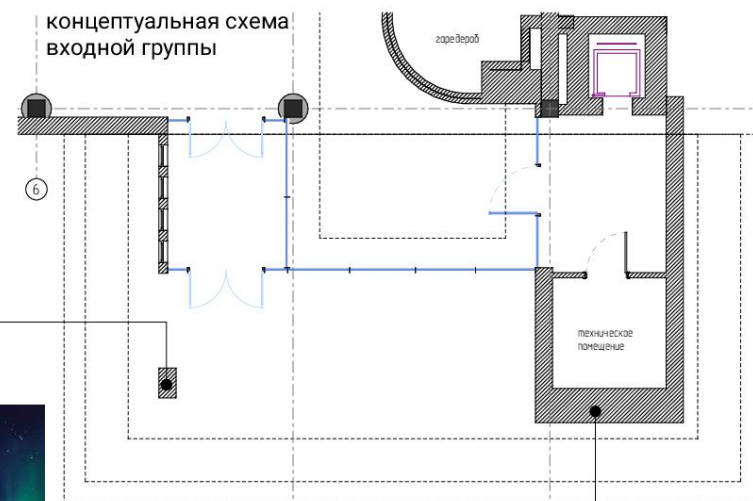 концептуальная схема
входной группы
гардероб
6
техническое
помещение